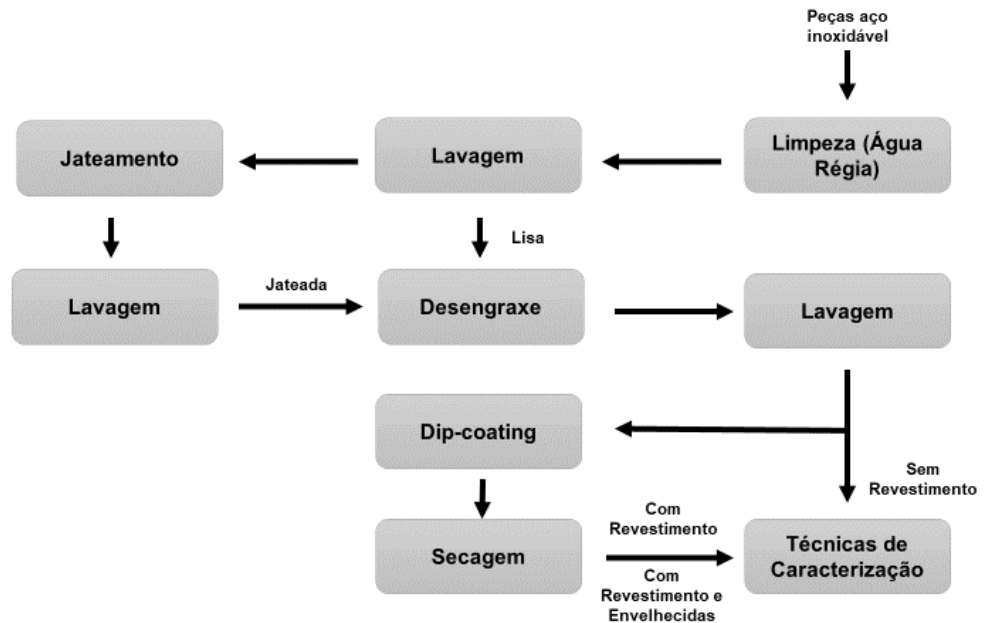 Peças aço
inoxidável
Jateamento
Lavagem
Limpeza (Água
Régia)
Lisa
Lavagem
Jateada
Desengraxe
Lavagem
Dip-coating
Sem
Revestimento
Secagem
Com
Revestimento
Com
Revestimento e
Envelhecidas
Técnicas de
Caracterização